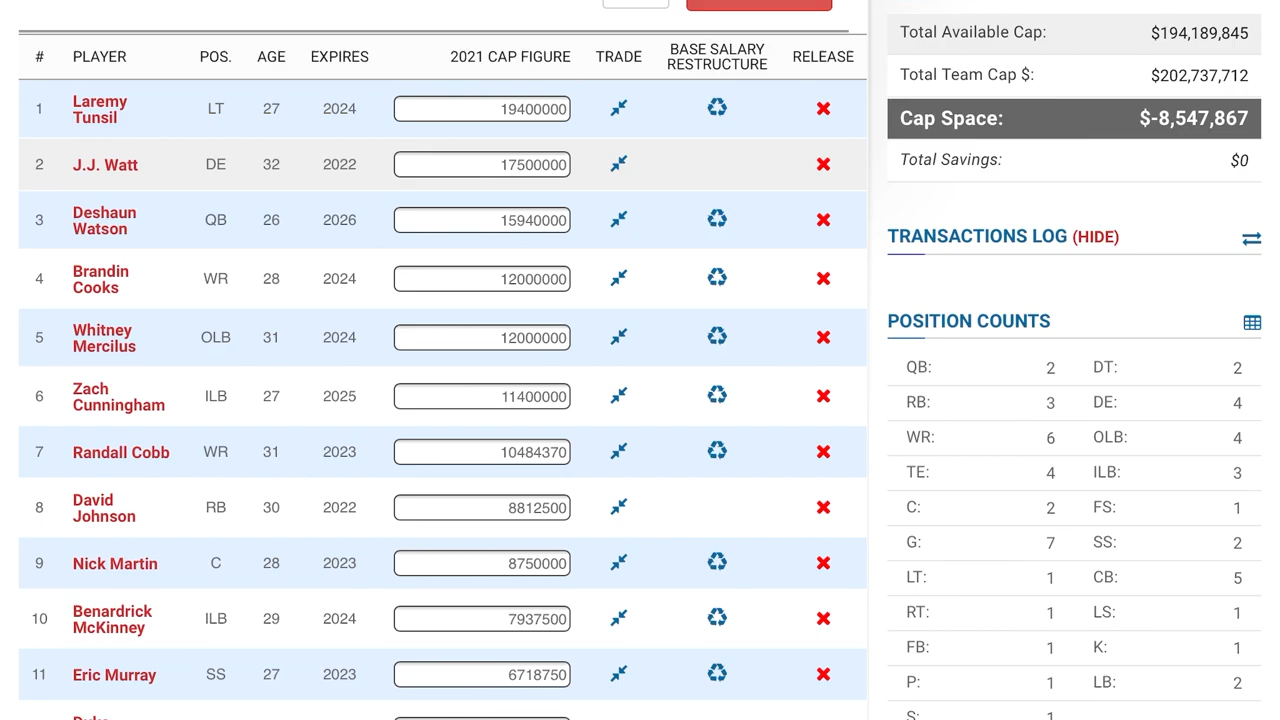 # PLAYER POS. AGE EXPIRES 2021 CAP FIGURE TRADE BASE SALARY RESTRUCTURE RELEASE
1 Laremy Tunsil LT 27 2024 19400000
2 J.J. Watt DE 32 2022 17500000
3 Deshaun Watson QB 26 2026 15940000
4 Brandin Cooks WR 28 2024 12000000
5 Whitney Mercilus OLB 31 2024 12000000
6 Zach Cunningham ILB 27 2025 11400000
7 Randall Cobb WR 31 2023 10484370
8 David Johnson RB 30 2022 8812500
9 Nick Martin C 28 2023 8750000
10 Benardrick McKinney ILB 29 2024 7937500
11 Eric Murray SS 27 2023 6718750
Total Available Cap: $194,189,845
Total Team Cap $: $202,737,712
Cap Space: $-8,547,867
Total Savings: $0
TRANSACTIONS LOG (HIDE)
POSITION COUNTS
QB: 2 DT: 2
RB: 3 DE: 4
WR: 6 OLB: 4
TE: 4 ILB: 3
C: 2 FS: 1
G: 7 SS: 2
LT: 1 CB: 5
RT: 1 LS: 1
FB: 1 K: 1
P: 1 LB: 2
S: 1